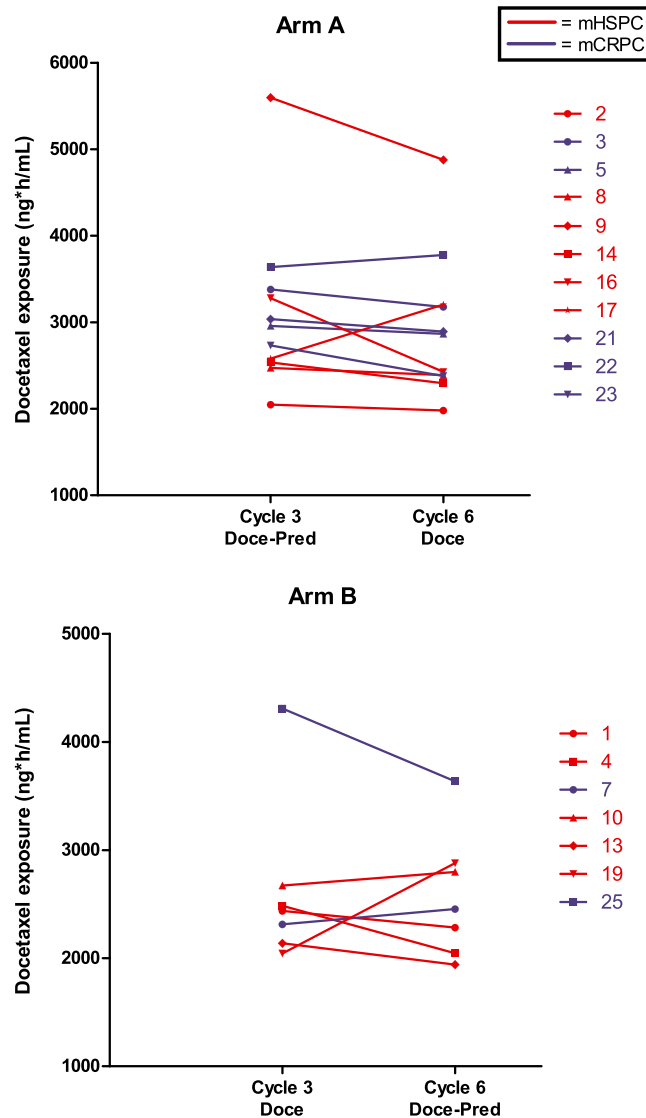 Arm A
= mHSPC
= mCRPC
Docetaxel exposure (ng*h/mL)
6000
5000
4000
3000
2000
1000
Cycle 3
Doce-Pred
Cycle 6
Doce
2
3
5
8
9
14
16
17
21
22
23
Arm B
Docetaxel exposure (ng*h/mL)
5000
4000
3000
2000
1000
Cycle 3
Doce
Cycle 6
Doce-Pred
1
4
7
10
13
19
25